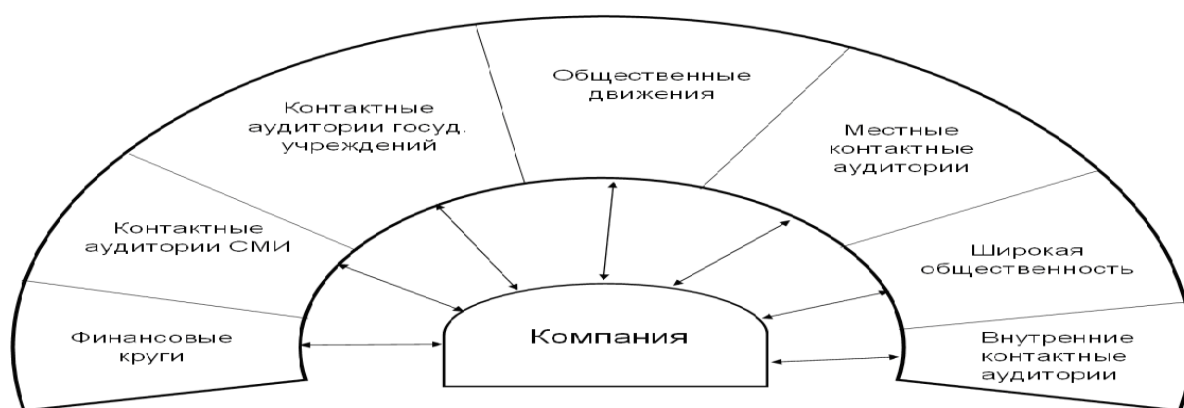 Общественные
движения
Контактные
аудитории госуд.
учреждений
Местные
контактные
аудитории
Контактные
аудитории СМИ
Широкая
общественность
Финансовые
круги
Компания
Внутренние
контактные
аудитории